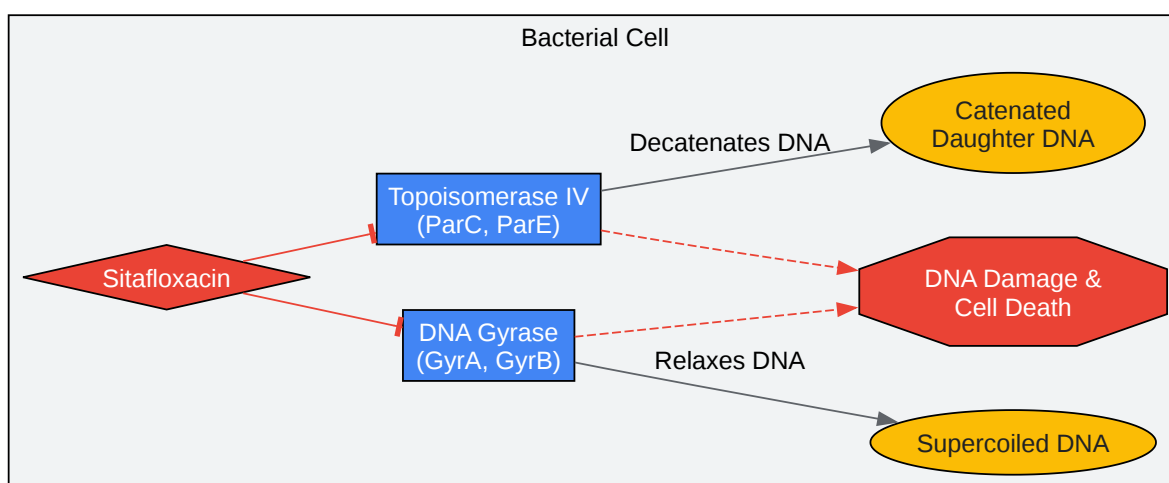 Bacterial Cell
Catenated
Daughter DNA
Decatenates DNA
Topoisomerase IV
(ParC, ParE)
Sitafloxacin
DNA Damage &
Cell Death
DNA Gyrase
(GyrA, GyrB)
Relaxes DNA
Supercoiled DNA